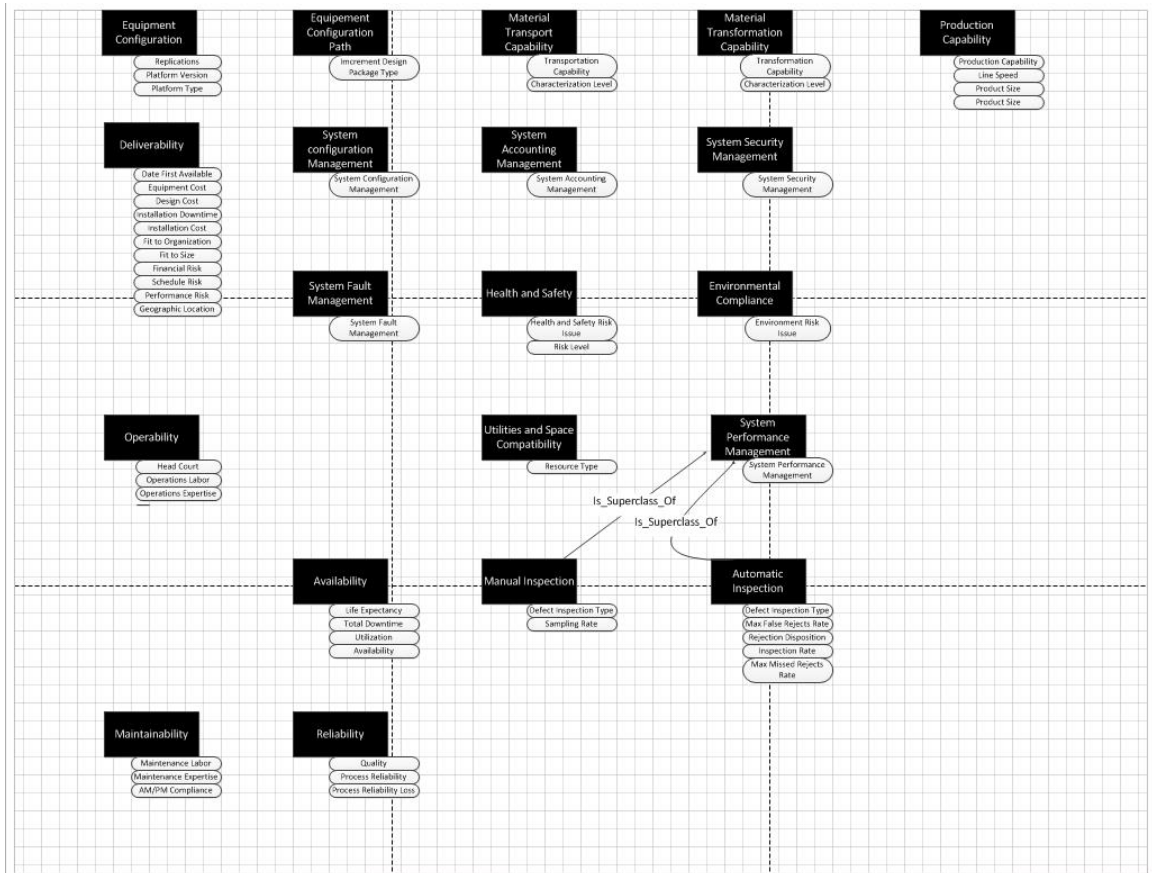 Equipment
Configuration
Replications
Platform Version
Platform Type
Equipement
Configuration
Path
Increment Design
Package Type
Material
Transport
Capability
Transportation
Capability
Characterization Level
Material
Transformation
Capability
Transformation
Capability
Characterization Level
Production
Capability
Production Capability
Line Speed
Product Size
Product Size
Deliverability
Date First Available
Equipment Cost
Design Cost
Installation Downtime
Installation Cost
Fit to Organization
Fit to Size
Financial Risk
Schedule Risk
Performance Risk
Geographic Location
System
configuration
Management
System Configuration
Management
System
Accounting
Management
System Accounting
Management
System Security
Management
System Security
Management
System Fault
Management
System Fault
Management
Health and Safety
Health and Safety Risk
Issue
Risk Level
Environmental
Compliance
Environment Risk
Issue
Operability
Head Court
Operations Labor
Operations Expertise
Utilities and Space
Compatibility
Resource Type
System
Performance
Management
System Performance
Management
Is_Superclass_Of
Is_Superclass_Of
Availability
Life Expectancy
Total Downtime
Utilization
Availability
Manual Inspection
Defect Inspection Type
Sampling Rate
Automatic
Inspection
Defect Inspection Type
Max False Rejects Rate
Rejection Disposition
Inspection Rate
Max Missed Rejects
Rate
Maintainability
Maintenance Labor
Maintenance Expertise
AM/PM Compliance
Reliability
Quality
Process Reliability
Process Reliability Loss